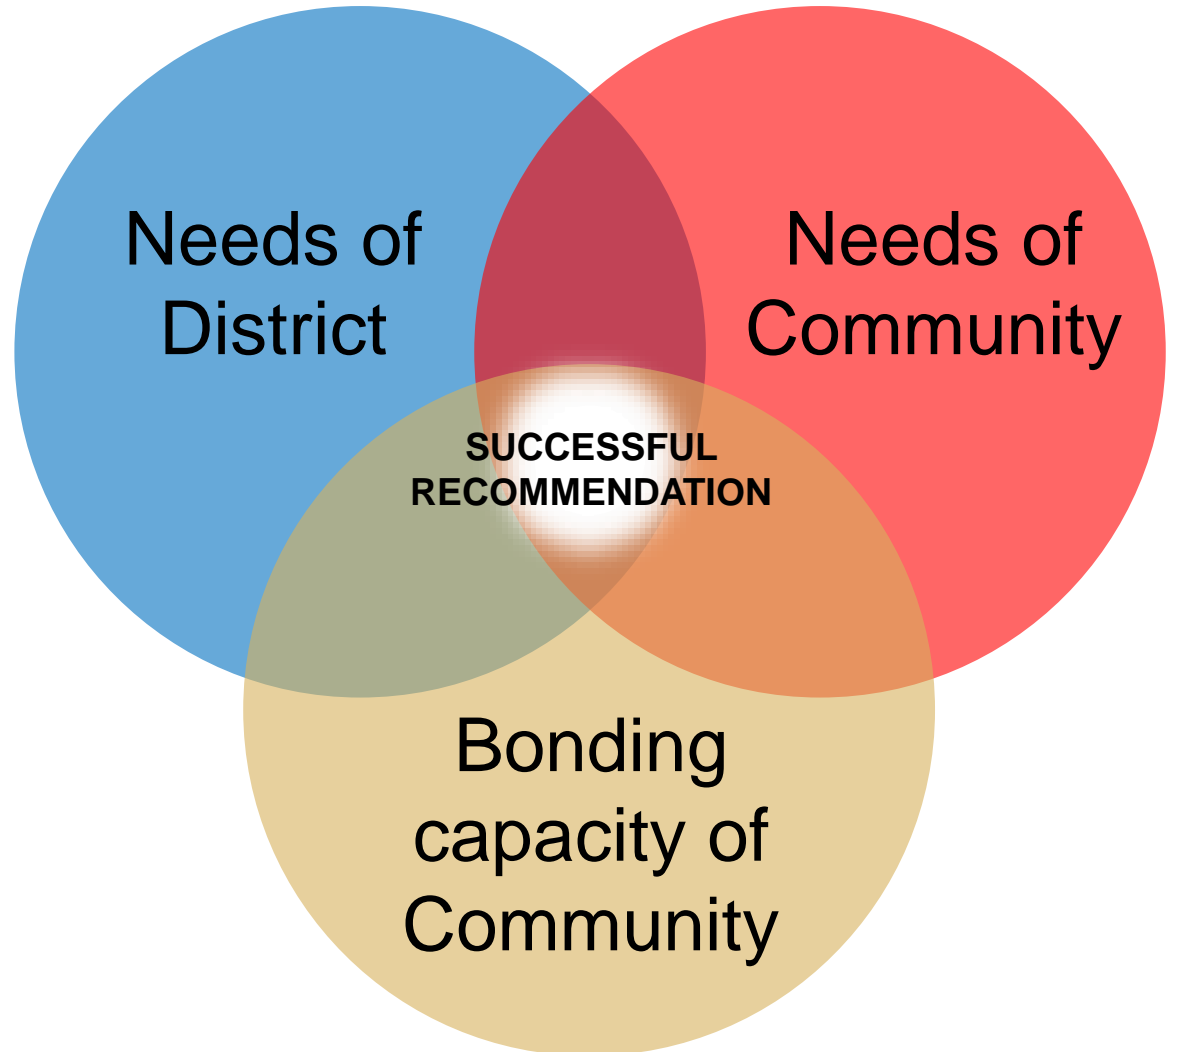 Needs of
District
Needs of
Community
SUCCESSFUL
RECOMMENDATION
Bonding
capacity of
Community